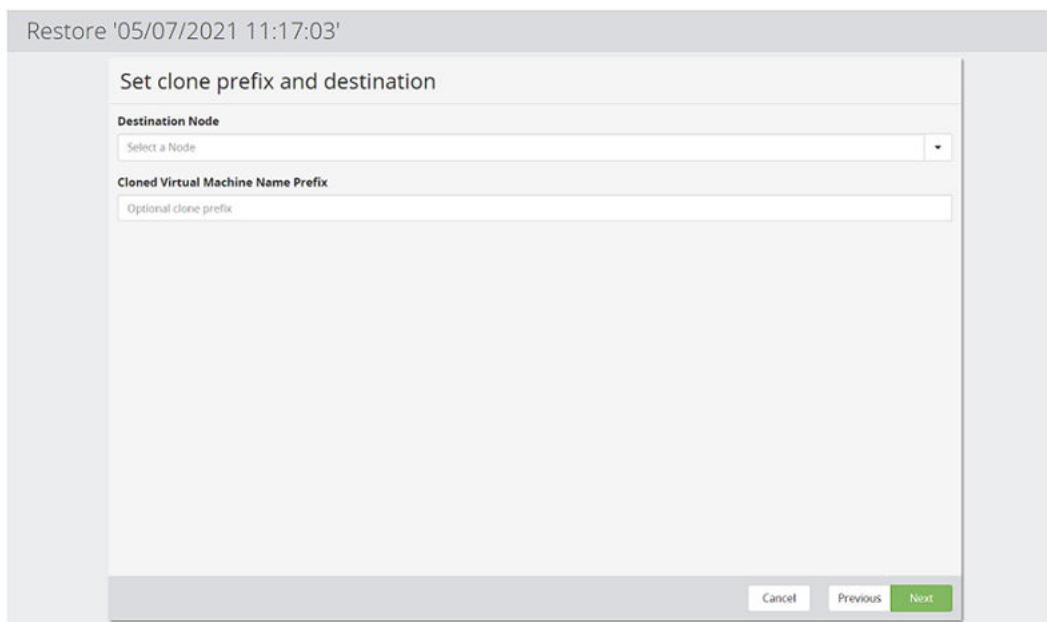 Restore '05/07/2021 11:17:03'
Set clone prefix and destination
Destination Node
Select a Node
Cloned Virtual Machine Name Prefix
Optional clone prefix
Cancel Previous Next